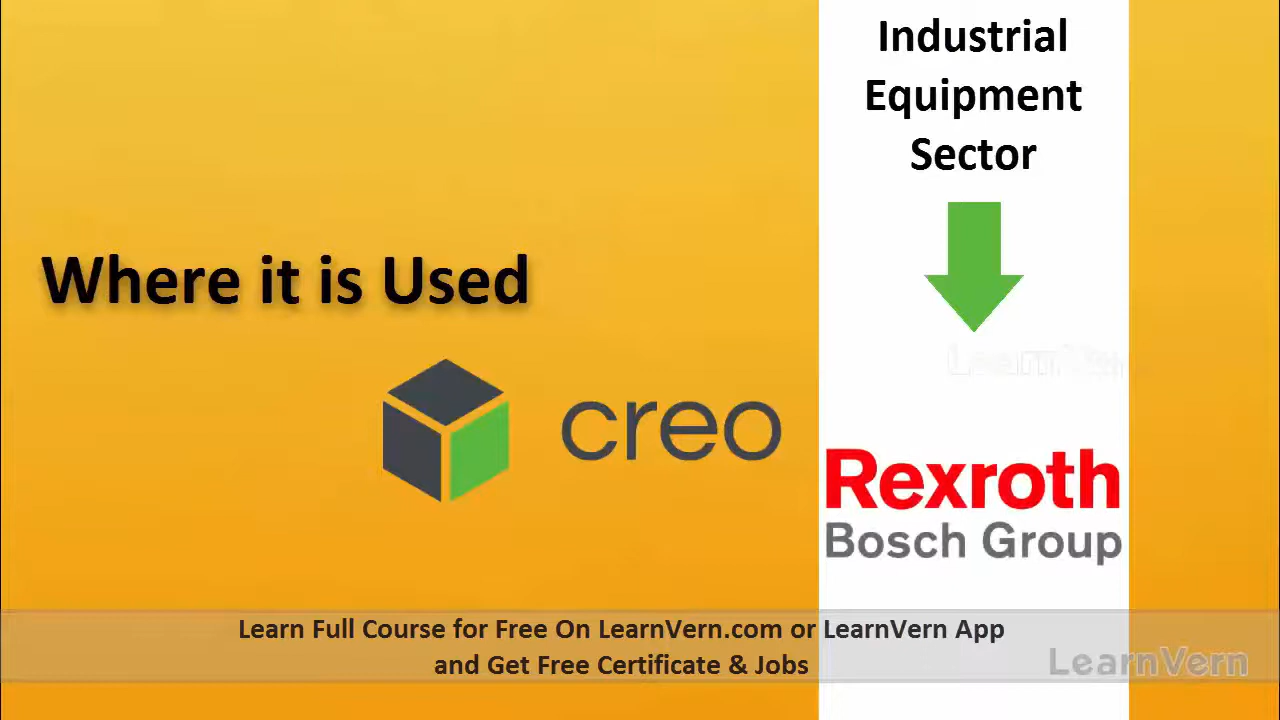 Industrial
Equipment
Sector
Where it is Used
creo
LearnVern
Rexroth
Bosch Group
Learn Full Course for Free On LearnVern.com or LearnVern App
and Get Free Certificate & Jobs
LearnVern